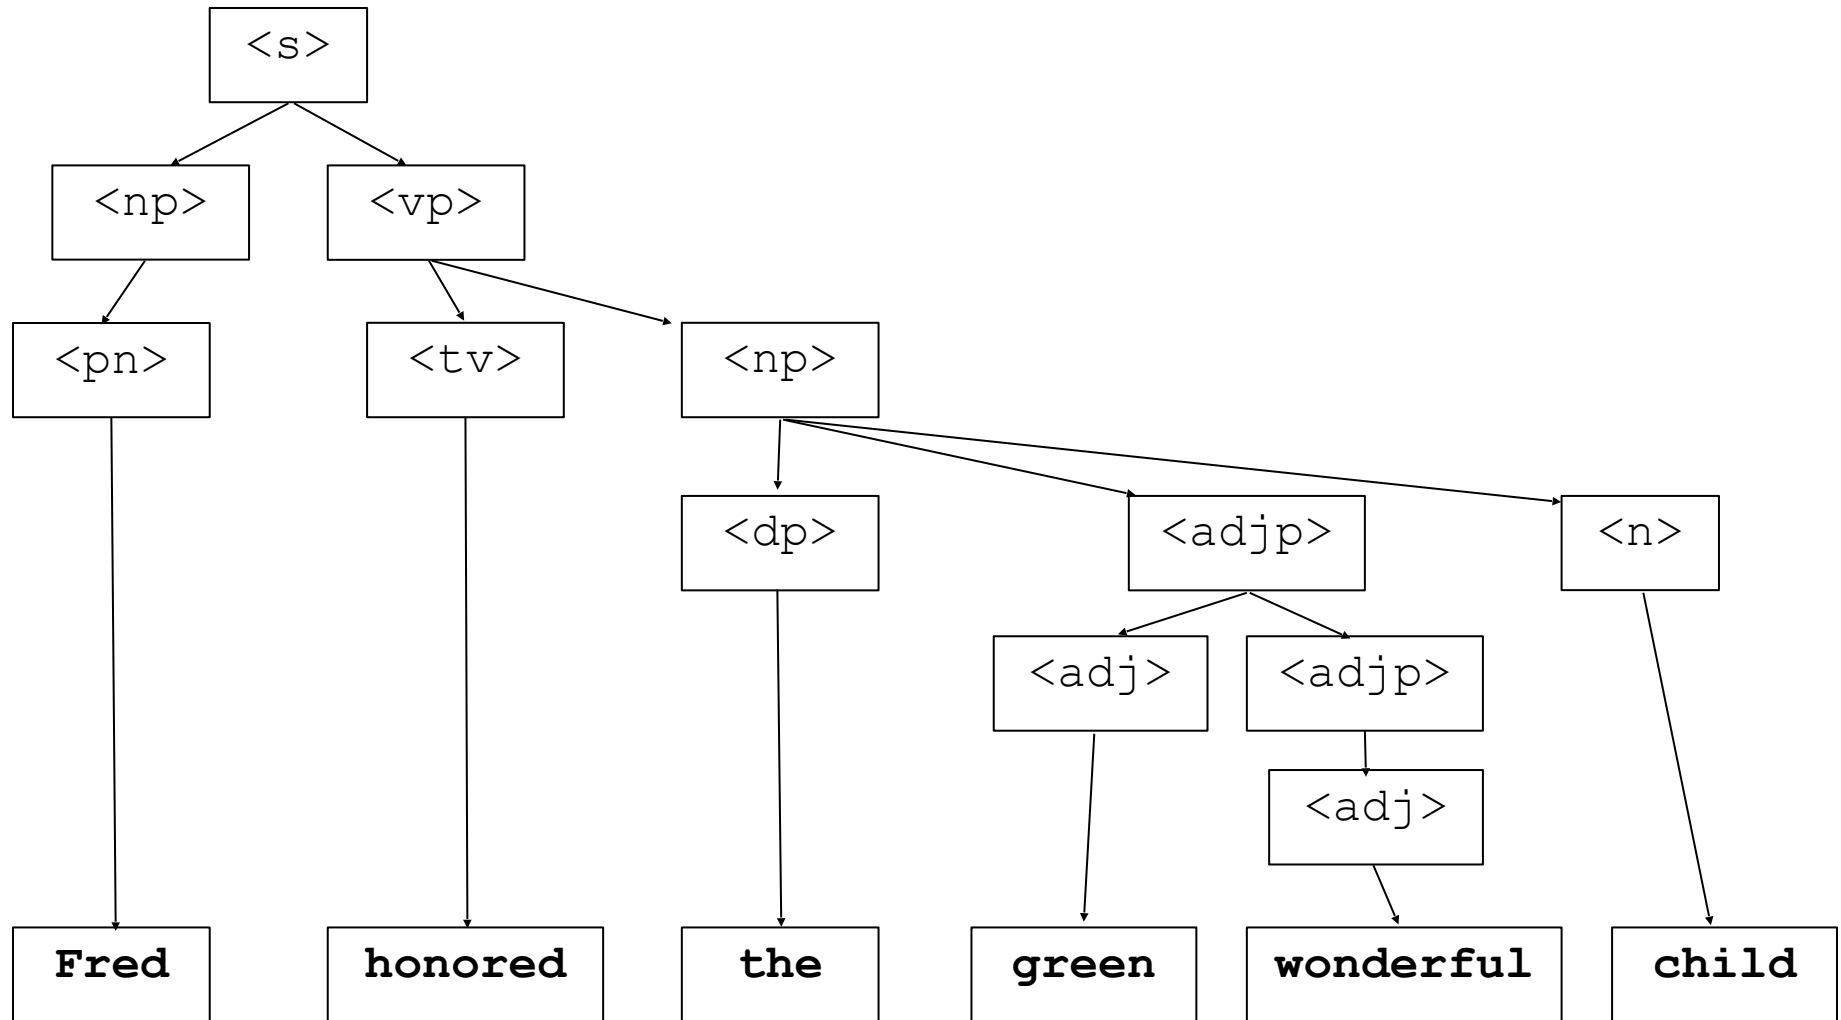 <s>
<np> <vp>
<pn> <tv> <np>
<dp> <adjp> <n>
<adj> <adjp>
<adj>
Fred honored the green wonderful child